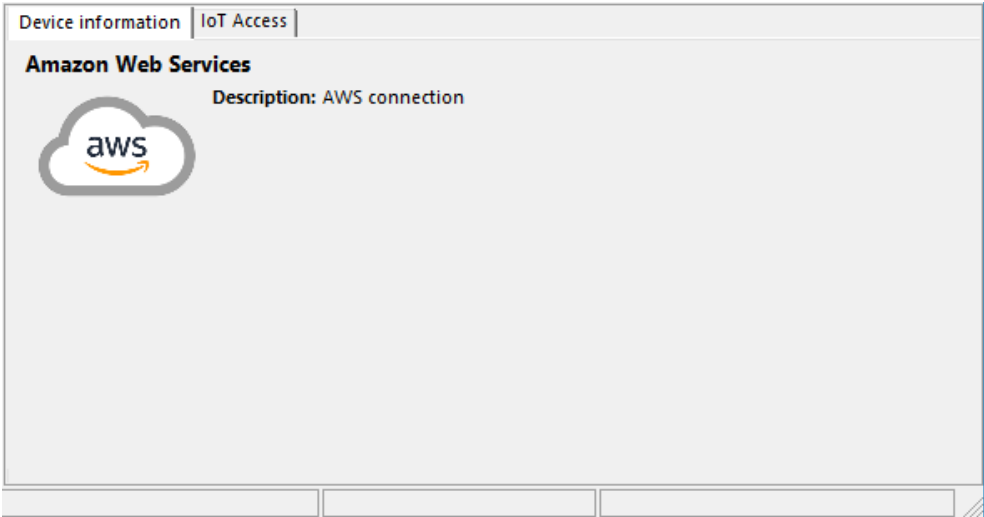 Device information
IoT Access
Amazon Web Services
Description: AWS connection
aws